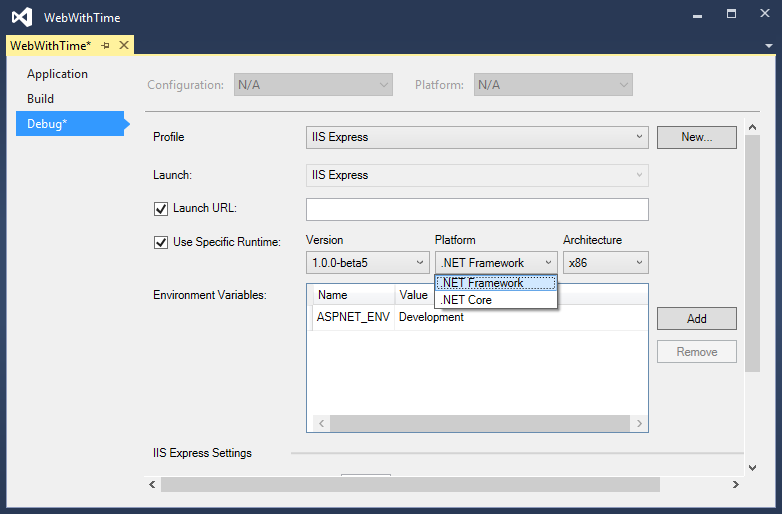 WebWithTime
WebWithTime*
Application
Build
Debug*
Configuration: N/A Platform: N/A
Profile IIS Express New...
Launch: IIS Express
Launch URL:
Use Specific Runtime: Version Platform Architecture
1.0.0-beta5 .NET Framework x86
.NET Framework
.NET Core
Environment Variables: Name Value
ASPNET_ENV Development
Add
Remove
IIS Express Settings